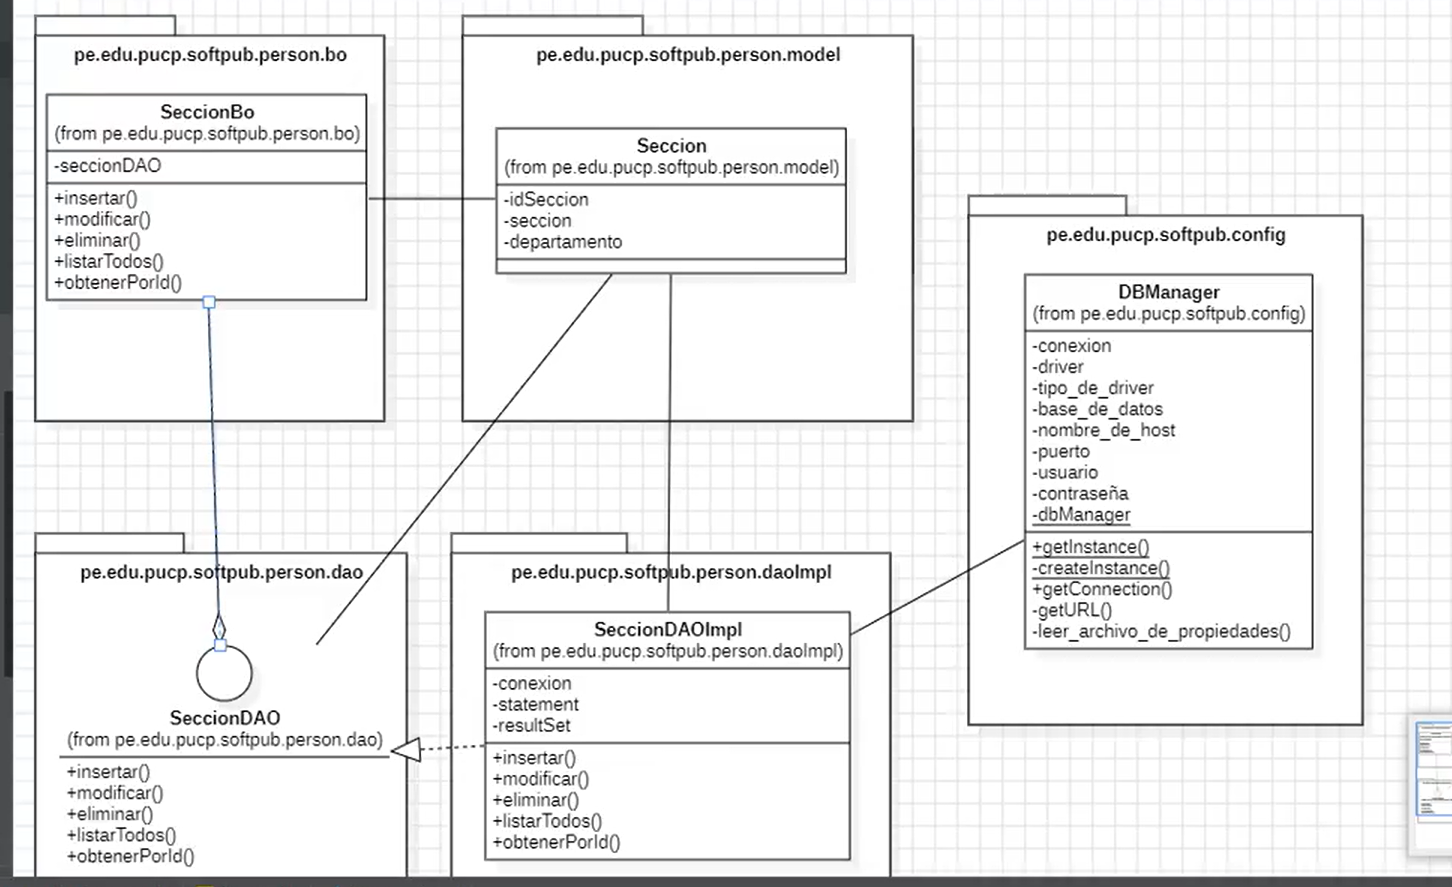 pe.edu.pucp.softpub.person.bo
SeccionBo
(from pe.edu.pucp.softpub.person.bo)
-seccionDAO
+insertar()
+modificar()
+eliminar()
+listarTodos()
+obtenerPorId()
pe.edu.pucp.softpub.person.model
Seccion
(from pe.edu.pucp.softpub.person.model)
-idSeccion
-seccion
-departamento
pe.edu.pucp.softpub.config
DBManager
(from pe.edu.pucp.softpub.config)
-conexion
-driver
-tipo_de_driver
-base_de_datos
-nombre_de_host
-puerto
-usuario
-contraseña
-dbManager
+getInstance()
-createInstance()
+getConnection()
-getURL()
-leer_archivo_de_propiedades()
pe.edu.pucp.softpub.person.dao
SeccionDAO
(from pe.edu.pucp.softpub.person.dao)
+insertar()
+modificar()
+eliminar()
+listarTodos()
+obtenerPorId()
pe.edu.pucp.softpub.person.daoImpl
SeccionDAOImpl
(from pe.edu.pucp.softpub.person.daoImpl)
-conexion
-statement
-resultSet
+insertar()
+modificar()
+eliminar()
+listarTodos()
+obtenerPorId()